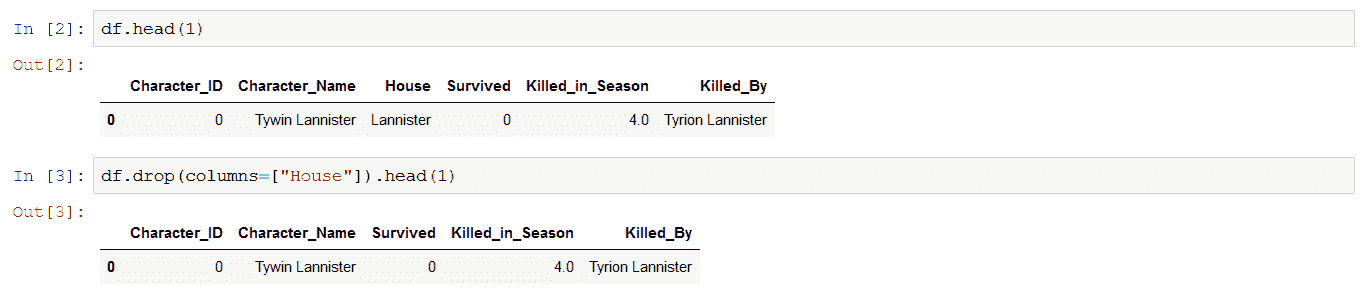 In [2]: df.head(1)
Out[2]:
Character_ID Character_Name House Survived Killed_in_Season Killed_By
0 0 Tywin Lannister Lannister 0 4.0 Tyrion Lannister
In [3]: df.drop(columns=["House"]).head(1)
Out[3]:
Character_ID Character_Name Survived Killed_in_Season Killed_By
0 0 Tywin Lannister 0 4.0 Tyrion Lannister